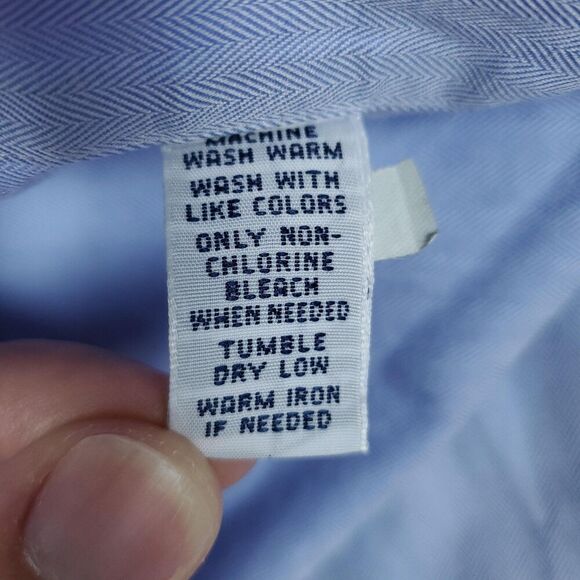 MACHINE
WASH WARM
WASH WITH
LIKE COLORS
ONLY NON-
CHLORINE
BLEACH
WHEN NEEDED
TUMBLE
DRY LOW
WARM IRON
IF NEEDED